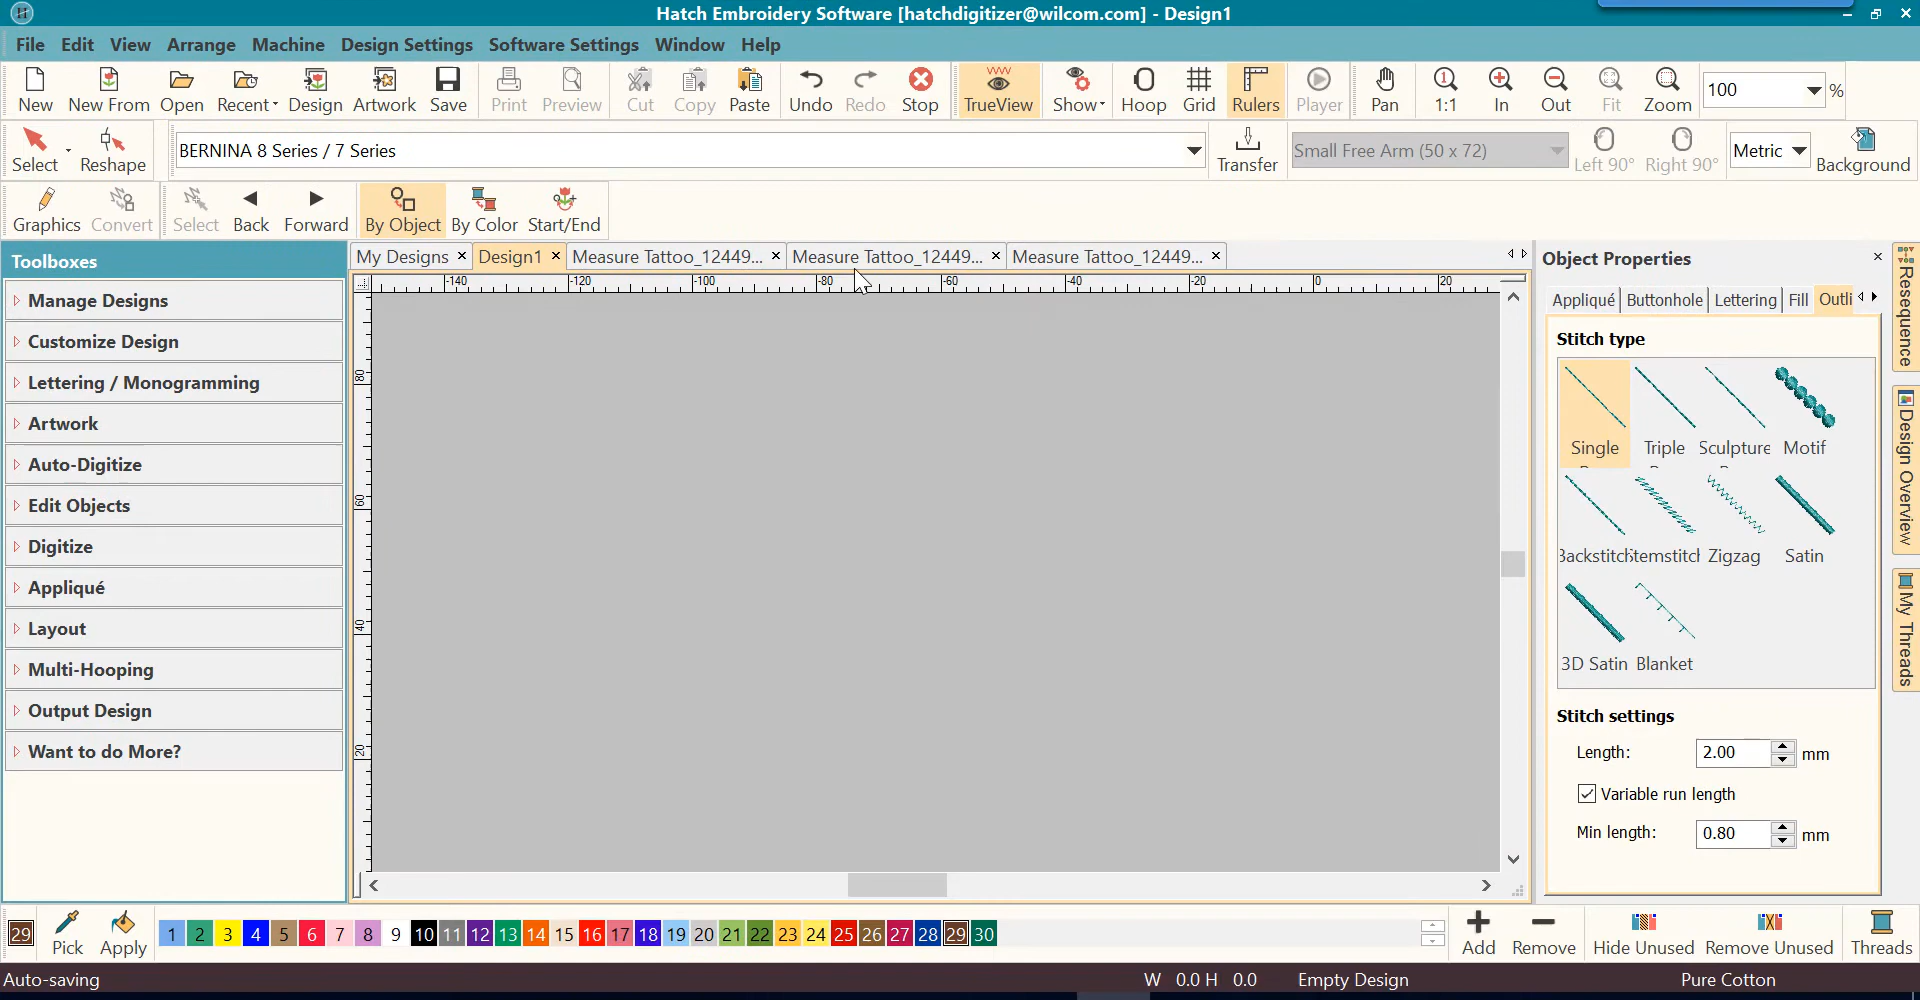 Hatch Embroidery Software [hatchdigitizer@wilcom.com] - Design1
File Edit View Arrange Machine Design Settings Software Settings Window Help
New New From Open Recent Design Artwork Save Print Preview Cut Copy Paste Undo Redo Stop TrueView Show Hoop Grid Rulers Player Pan 1:1 In Out Fit Zoom 100 %
Select Reshape BERNINA 8 Series / 7 Series Transfer Small Free Arm (50 x 72) Left 90° Right 90° Metric Background
Graphics Convert Select Back Forward By Object By Color Start/End
Toolboxes
Manage Designs
Customize Design
Lettering / Monogramming
Artwork
Auto-Digitize
Edit Objects
Digitize
Appliqué
Layout
Multi-Hooping
Output Design
Want to do More?
My Designs Design1 Measure Tattoo_12449... Measure Tattoo_12449... Measure Tattoo_12449...
-140 -120 -100 -80 -60 -40 -20 0 20
80
60
40
20
Object Properties
Appliqué Buttonhole Lettering Fill Outli
Stitch type
Single Triple Sculpture Motif
Backstitch Stemstitch Zigzag Satin
3D Satin Blanket
Stitch settings
Length: 2.00 mm
Variable run length
Min length: 0.80 mm
Resequence
Design Overview
My Threads
29 Pick Apply 1 2 3 4 5 6 7 8 9 10 11 12 13 14 15 16 17 18 19 20 21 22 23 24 25 26 27 28 29 30 Add Remove Hide Unused Remove Unused Threads
Auto-saving W 0.0 H 0.0 Empty Design Pure Cotton